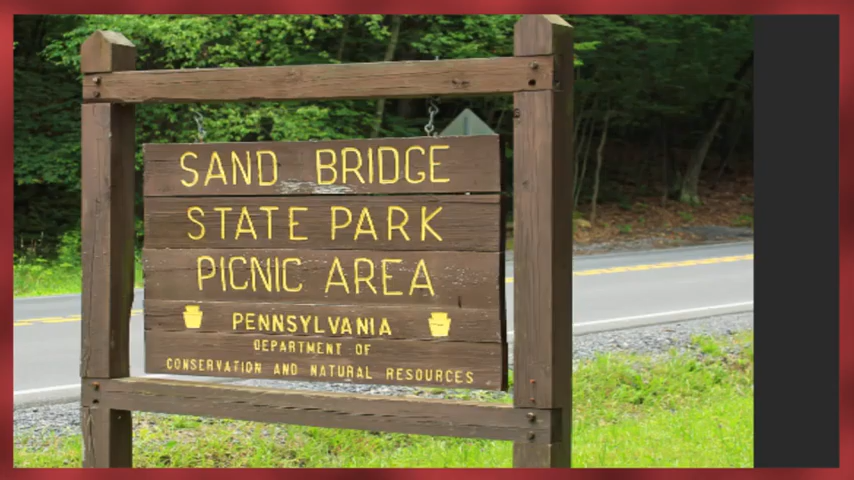 SAND BRIDGE
STATE PARK
PICNIC AREA
PENNSYLVANIA
DEPARTMENT OF
CONSERVATION AND NATURAL RESOURCES